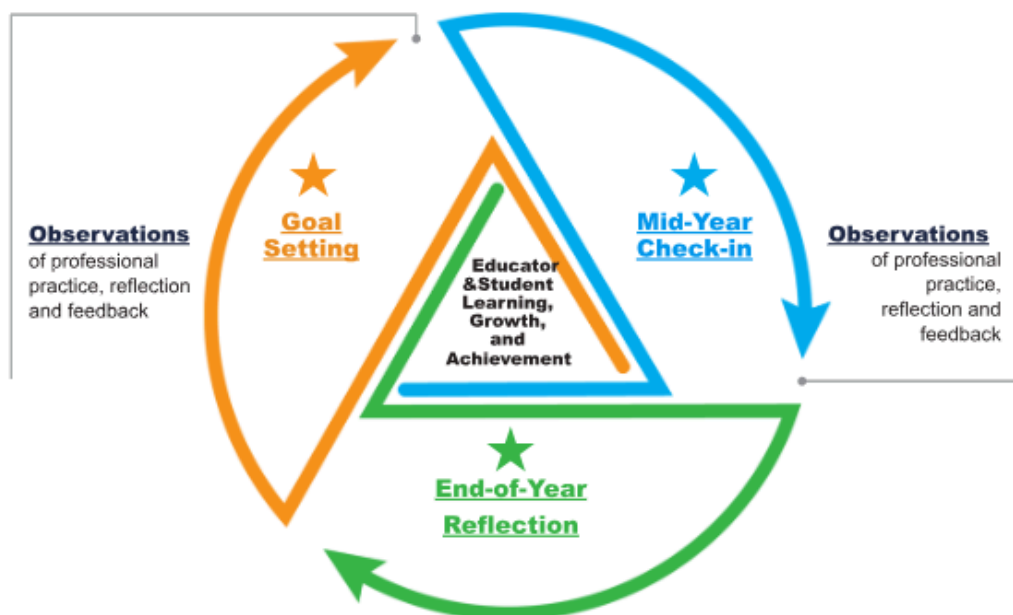 Observations
of professional
practice, reflection
and feedback
Goal
Setting
Educator
&Student
Learning,
Growth,
and
Achievement
Mid-Year
Check-in
Observations
of professional
practice,
reflection and
feedback
End-of-Year
Reflection